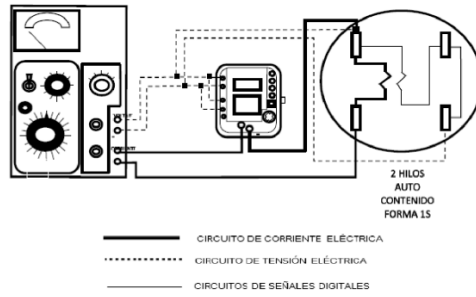 2 HILOS
AUTO
CONTENIDO
FORMA 1S
CIRCUITO DE CORRIENTE ELÉCTRICA
CIRCUITO DE TENSIÓN ELÉCTRICA
CIRCUITOS DE SEÑALES DIGITALES